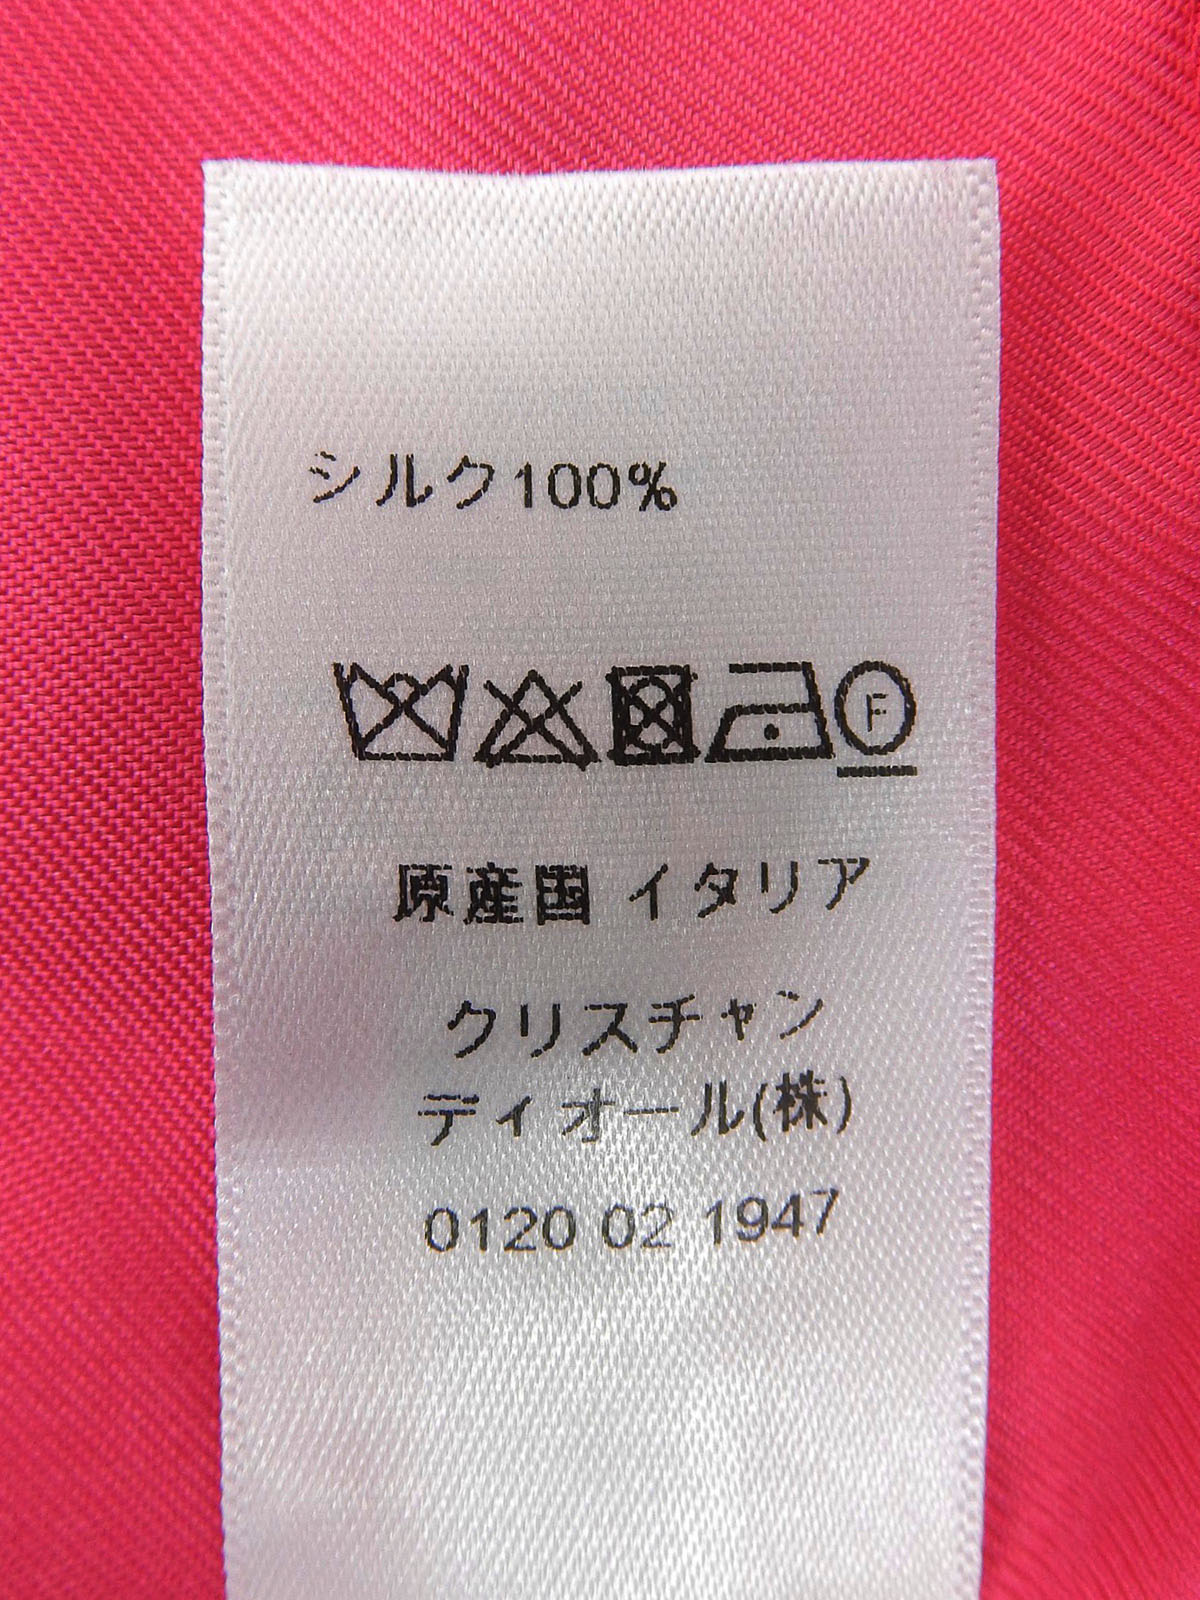 シルク100%
F
原産国 イタリア
クリスチャン
ディオール(株)
0120 02 1947